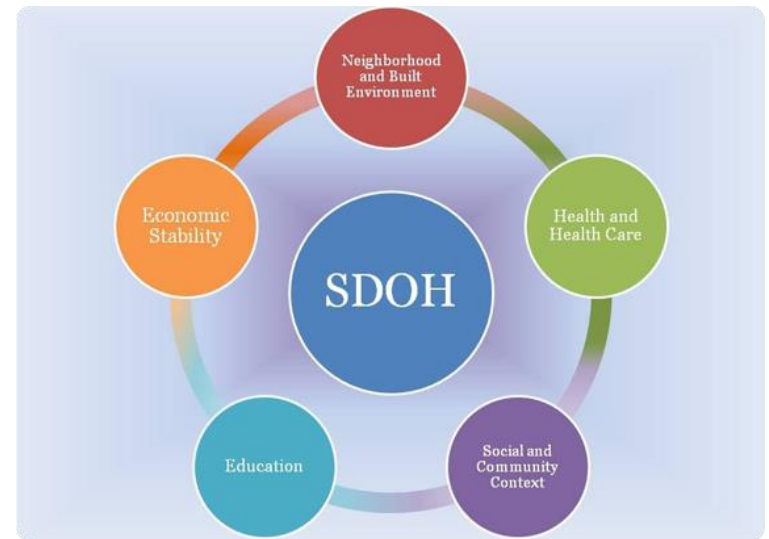 Neighborhood
and Built
Environment
Economic
Stability
Health and
Health Care
SDOH
Education
Social and
Community
Context